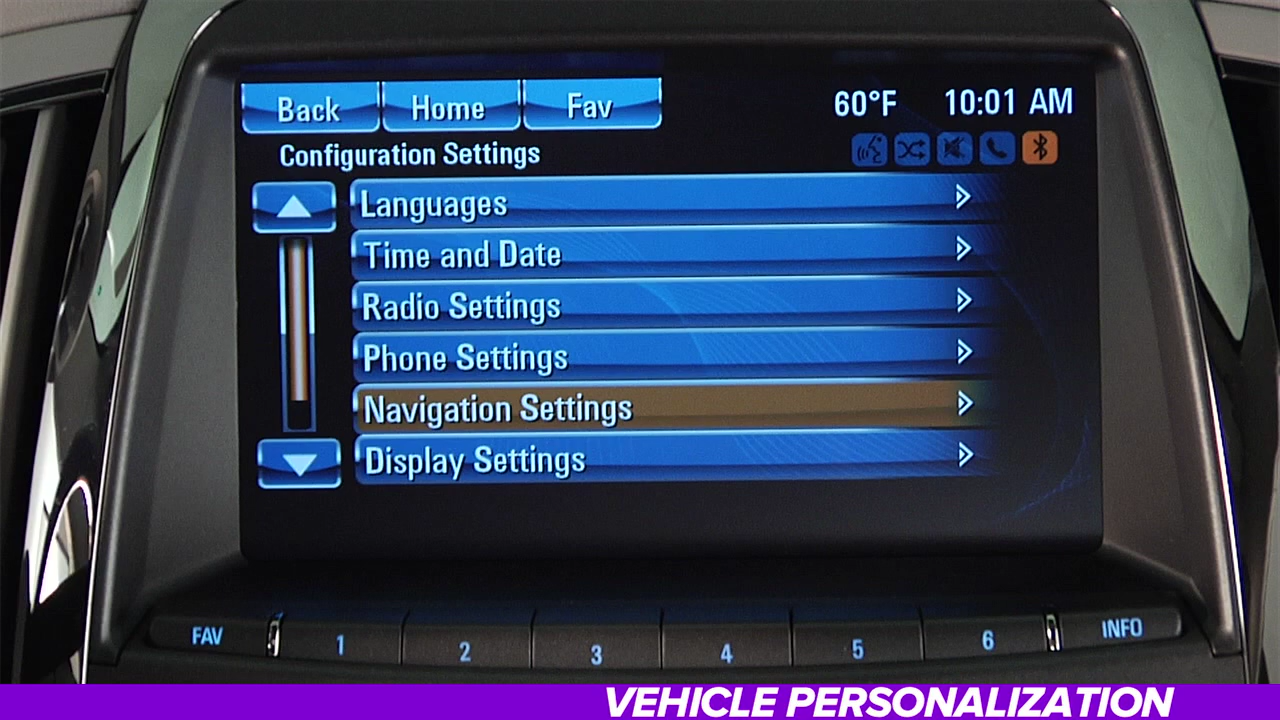 Back Home Fav 60°F 10:01 AM
Configuration Settings
Languages
Time and Date
Radio Settings
Phone Settings
Navigation Settings
Display Settings
FAV 1 2 3 4 5 6 INFO
VEHICLE PERSONALIZATION